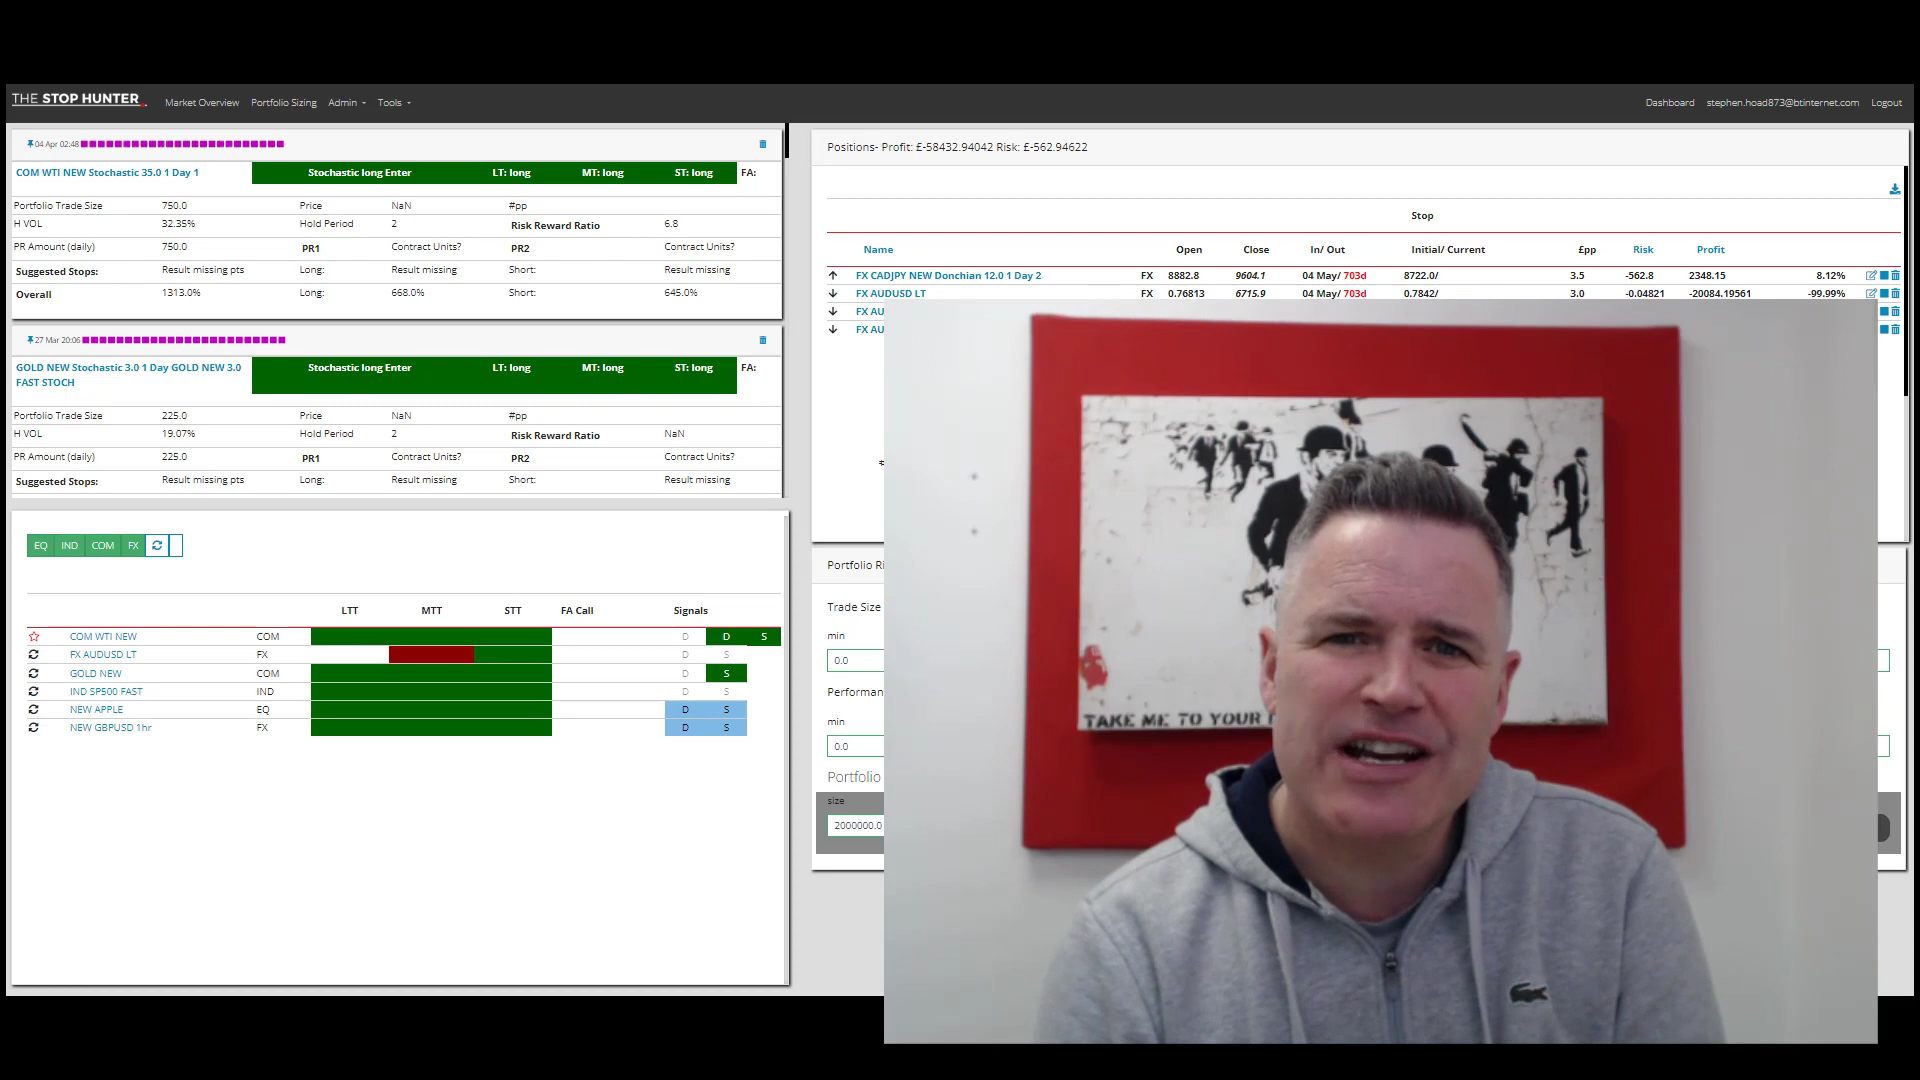 THE STOP HUNTER
Market Overview Portfolio Sizing Admin Tools
Dashboard stephen.hoad873@btinternet.com Logout
04 Apr 02:48
COM WTI NEW Stochastic 35.0 1 Day 1 Stochastic long Enter LT: long MT: long ST: long FA:
Portfolio Trade Size 750.0 Price NaN #pp
H VOL 32.35% Hold Period 2 Risk Reward Ratio 6.8
PR Amount (daily) 750.0 PR1 Contract Units? PR2 Contract Units?
Suggested Stops: Result missing pts Long: Result missing Short: Result missing
Overall 1313.0% Long: 668.0% Short: 645.0%
27 Mar 20:06
GOLD NEW Stochastic 3.0 1 Day GOLD NEW 3.0 Stochastic long Enter LT: long MT: long ST: long FA:
FAST STOCH
Portfolio Trade Size 225.0 Price NaN #pp
H VOL 19.07% Hold Period 2 Risk Reward Ratio NaN
PR Amount (daily) 225.0 PR1 Contract Units? PR2 Contract Units?
Suggested Stops: Result missing pts Long: Result missing Short: Result missing
EQ IND COM FX
LTT MTT STT FA Call Signals
COM WTI NEW COM D D S
FX AUDUSD LT FX D S
GOLD NEW COM D S
IND SP500 FAST IND D S
NEW APPLE EQ D S
NEW GBPUSD 1hr FX D S
Positions- Profit: £-58432.94042 Risk: £-562.94622
Stop
Name Open Close In/ Out Initial/ Current £pp Risk Profit
FX CADJPY NEW Donchian 12.0 1 Day 2 FX 8882.8 9604.1 04 May/ 703d 8722.0/ 3.5 -562.8 2348.15 8.12%
FX AUDUSD LT FX 0.76813 6715.9 04 May/ 703d 0.7842/ 3.0 -0.04821 -20084.19561 -99.99%
FX AU
FX AU
Portfolio Ri
Trade Size
min
0.0
Performan
min
0.0
Portfolio
size
2000000.0
TAKE ME TO YOUR